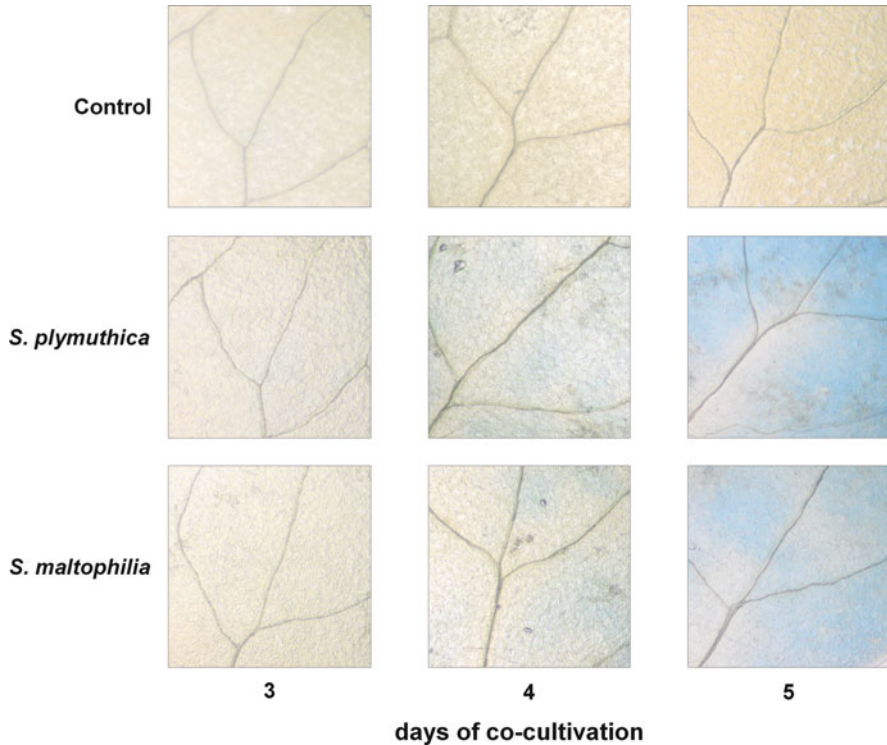 Control
S. plymuthica
S. maltophilia
3 4 5
days of co-cultivation